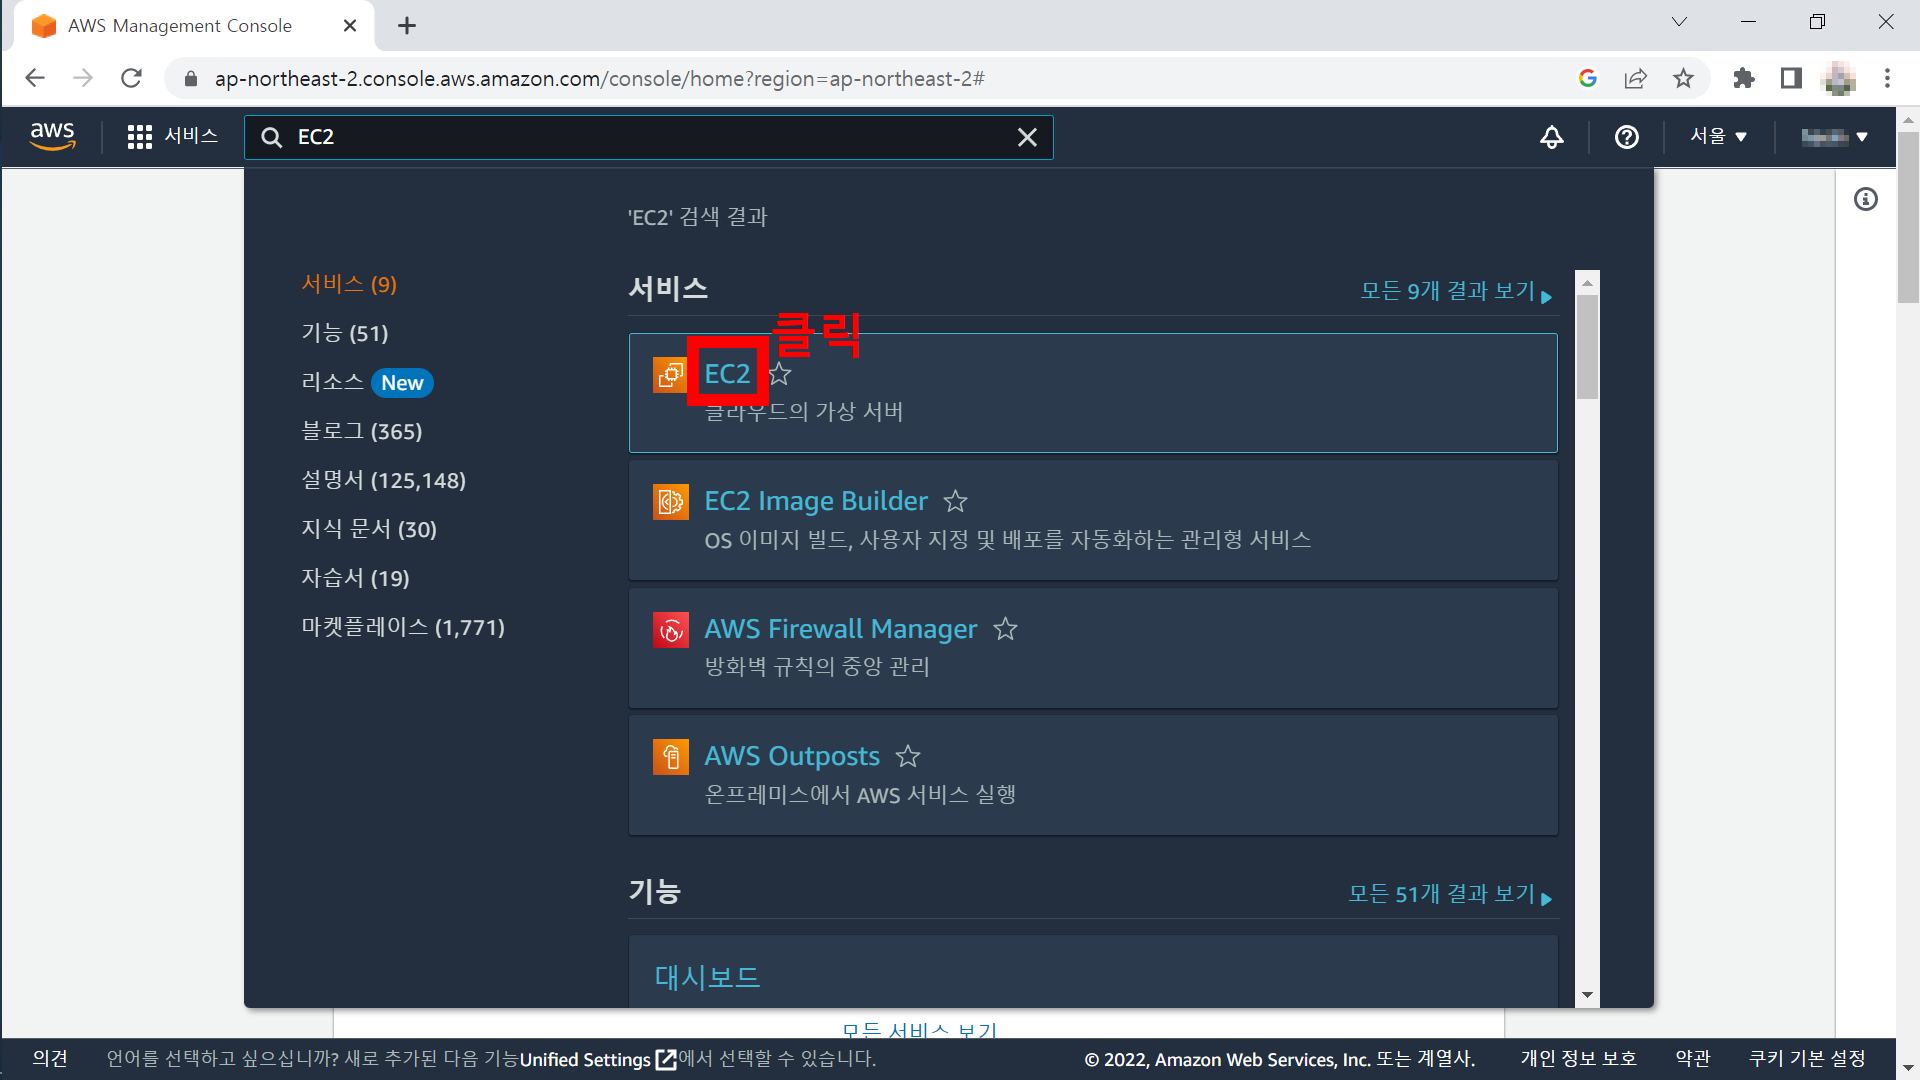 AWS Management Console
ap-northeast-2.console.aws.amazon.com/console/home?region=ap-northeast-2#
aws
서비스
EC2
서울
'EC2' 검색 결과
서비스 (9)
기능 (51)
리소스 New
블로그 (365)
설명서 (125,148)
지식 문서 (30)
자습서 (19)
마켓플레이스 (1,771)
서비스
모든 9개 결과 보기
클릭
EC2
클라우드의 가상 서버
EC2 Image Builder
OS 이미지 빌드, 사용자 지정 및 배포를 자동화하는 관리형 서비스
AWS Firewall Manager
방화벽 규칙의 중앙 관리
AWS Outposts
온프레미스에서 AWS 서비스 실행
기능
모든 51개 결과 보기
대시보드
모든 서비스 보기
의견
언어를 선택하고 싶으십니까? 새로 추가된 다음 기능Unified Settings에서 선택할 수 있습니다.
© 2022, Amazon Web Services, Inc. 또는 계열사.
개인 정보 보호
약관
쿠키 기본 설정